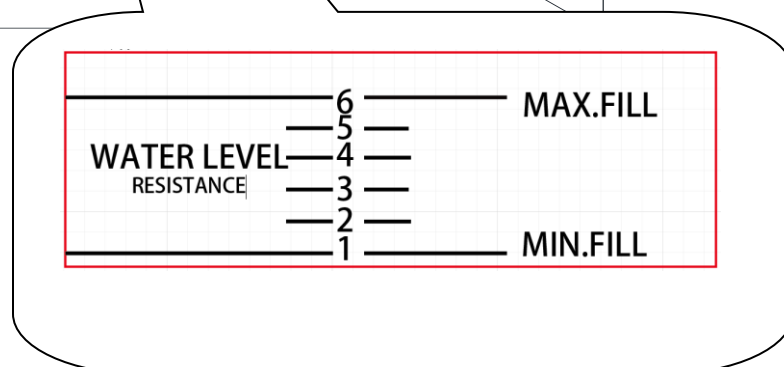 6 MAX.FILL
5
WATER LEVEL 4
RESISTANCE 3
2
1 MIN.FILL